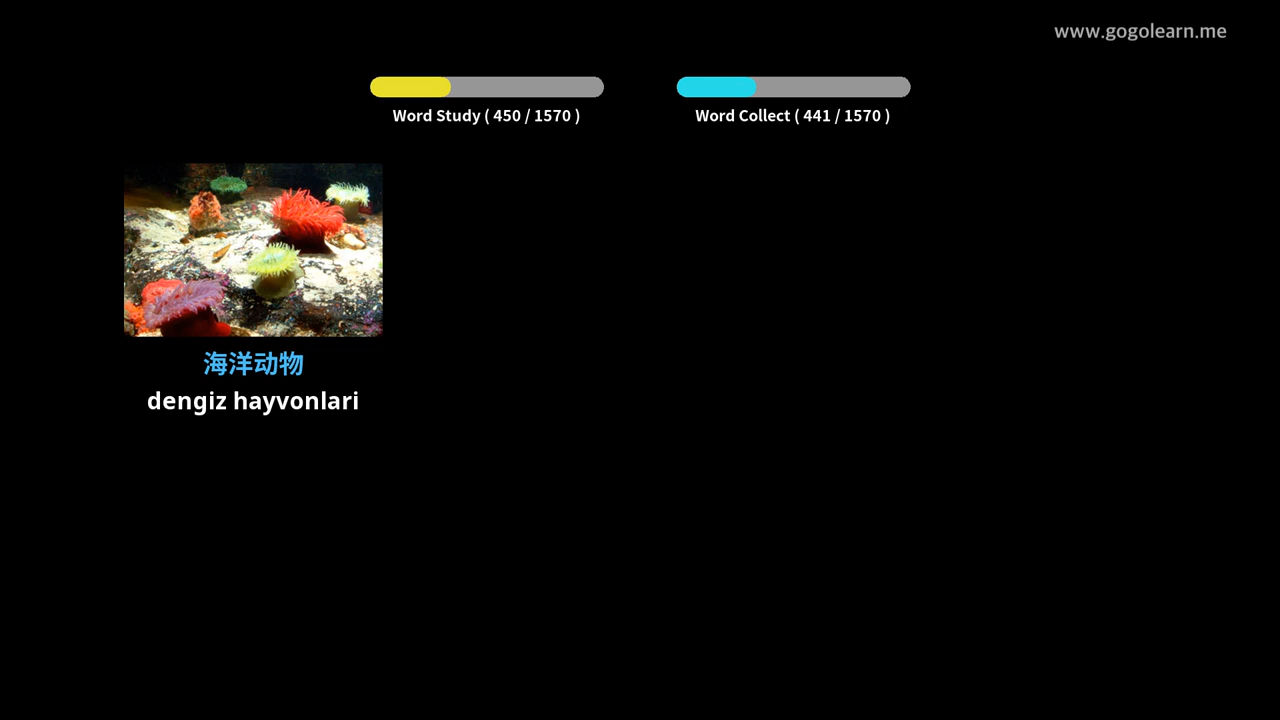 www.gogolearn.me
Word Study ( 450 / 1570 )
Word Collect ( 441 / 1570 )
海洋动物
dengiz hayvonlari